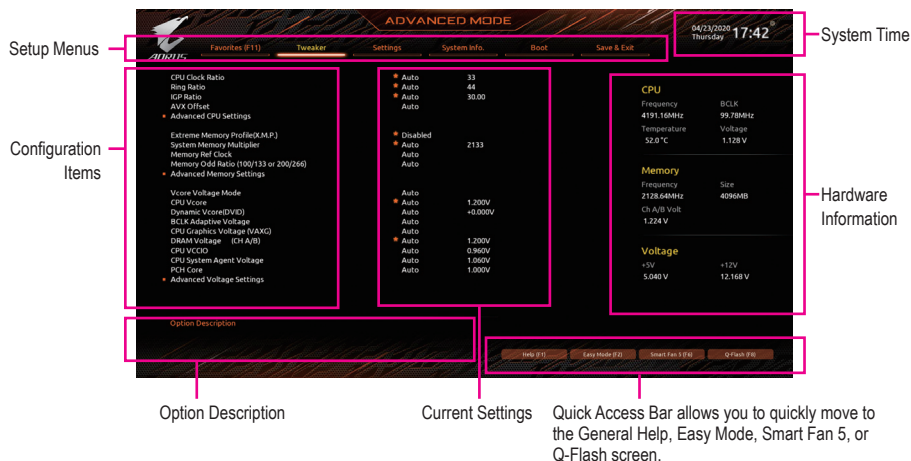 ADVANCED MODE
04/23/2020
Thursday
17:42
System Time
Setup Menus
AORUS
Favorites (F11) Tweaker Settings System Info. Boot Save & Exit
CPU Clock Ratio Auto 33
Ring Ratio Auto 44
IGP Ratio Auto 30.00
AVX Offset Auto
Advanced CPU Settings
Extreme Memory Profile(X.M.P.) Disabled
System Memory Multiplier Auto 2133
Memory Ref Clock Auto
Memory Odd Ratio (100/133 or 200/266) Auto
Advanced Memory Settings
Vcore Voltage Mode Auto
CPU Vcore Auto 1.200V
Dynamic Vcore(DVID) Auto +0.000V
BCLK Adaptive Voltage Auto
CPU Graphics Voltage (VAXG) Auto
DRAM Voltage (CH A/B) Auto 1.200V
CPU VCCIO Auto 0.960V
CPU System Agent Voltage Auto 1.060V
PCH Core Auto 1.000V
Advanced Voltage Settings
Configuration
Items
CPU
Frequency BCLK
4191.16MHz 99.78MHz
Temperature Voltage
52.0 °C 1.128 V
Memory
Frequency Size
2128.64MHz 4096MB
Ch A/B Volt
1.224 V
Voltage
+5V +12V
5.040 V 12.168 V
Hardware
Information
Option Description
Help (F1) Easy Mode (F2) Smart Fan 5 (F6) Q-Flash (F8)
Option Description
Current Settings
Quick Access Bar allows you to quickly move to
the General Help, Easy Mode, Smart Fan 5, or
Q-Flash screen.